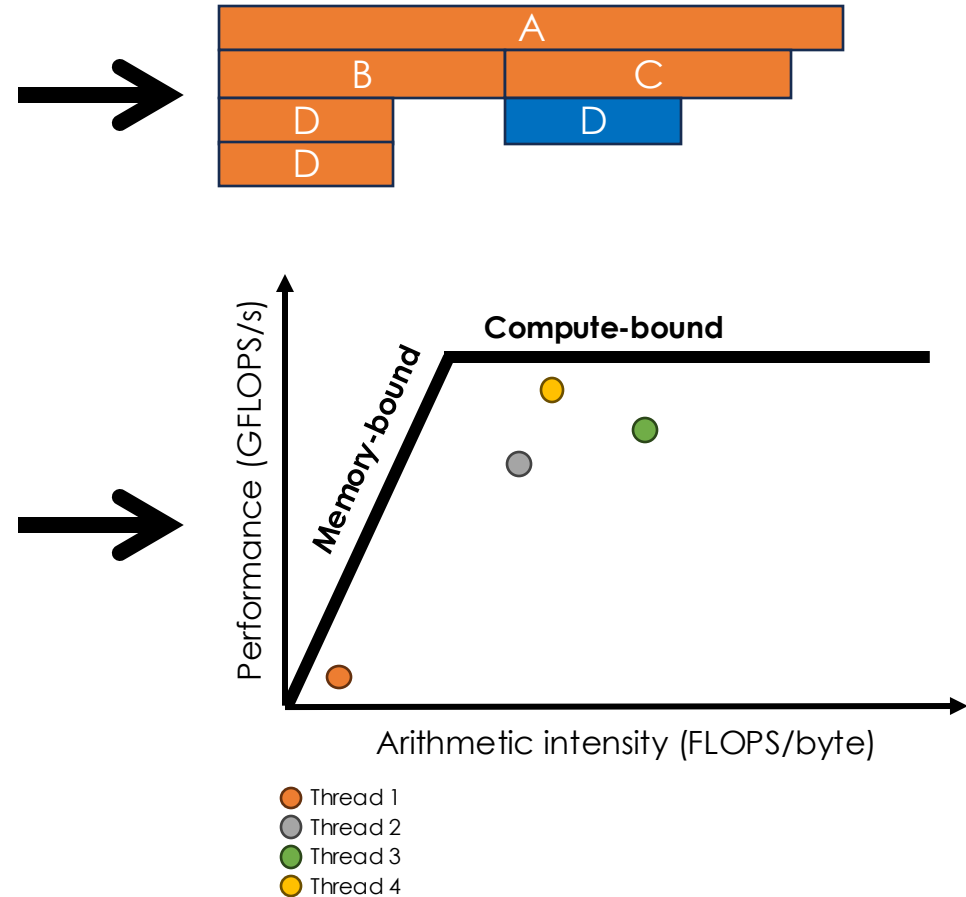 A
B C
D D
D
Compute-bound
Memory-bound
Performance (GFLOPS/s)
Arithmetic intensity (FLOPS/byte)
Thread 1
Thread 2
Thread 3
Thread 4